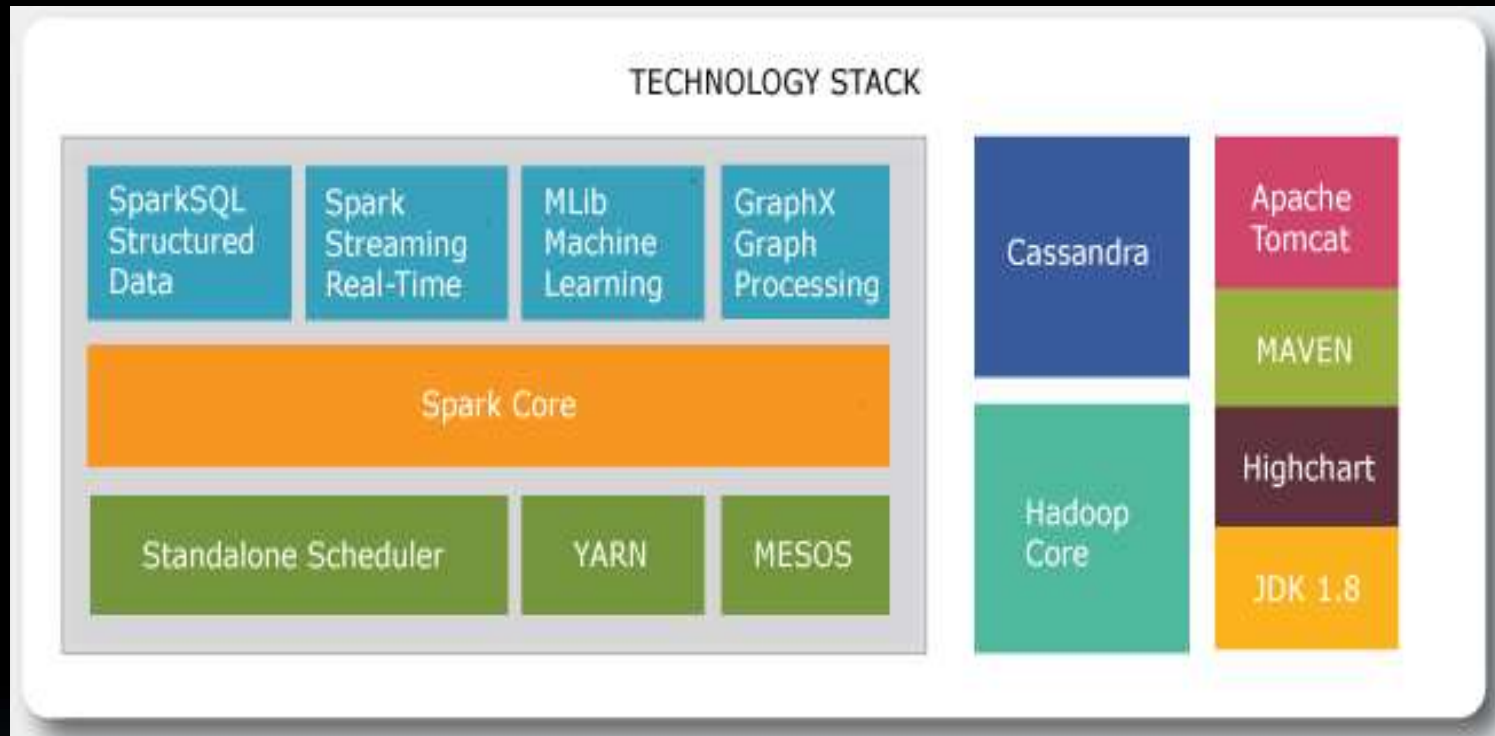 TECHNOLOGY STACK
SparkSQL
Structured
Data
Spark
Streaming
Real-Time
MLib
Machine
Learning
GraphX
Graph
Processing
Spark Core
Standalone Scheduler
YARN
MESOS
Cassandra
Hadoop
Core
Apache
Tomcat
MAVEN
Highchart
JDK 1.8